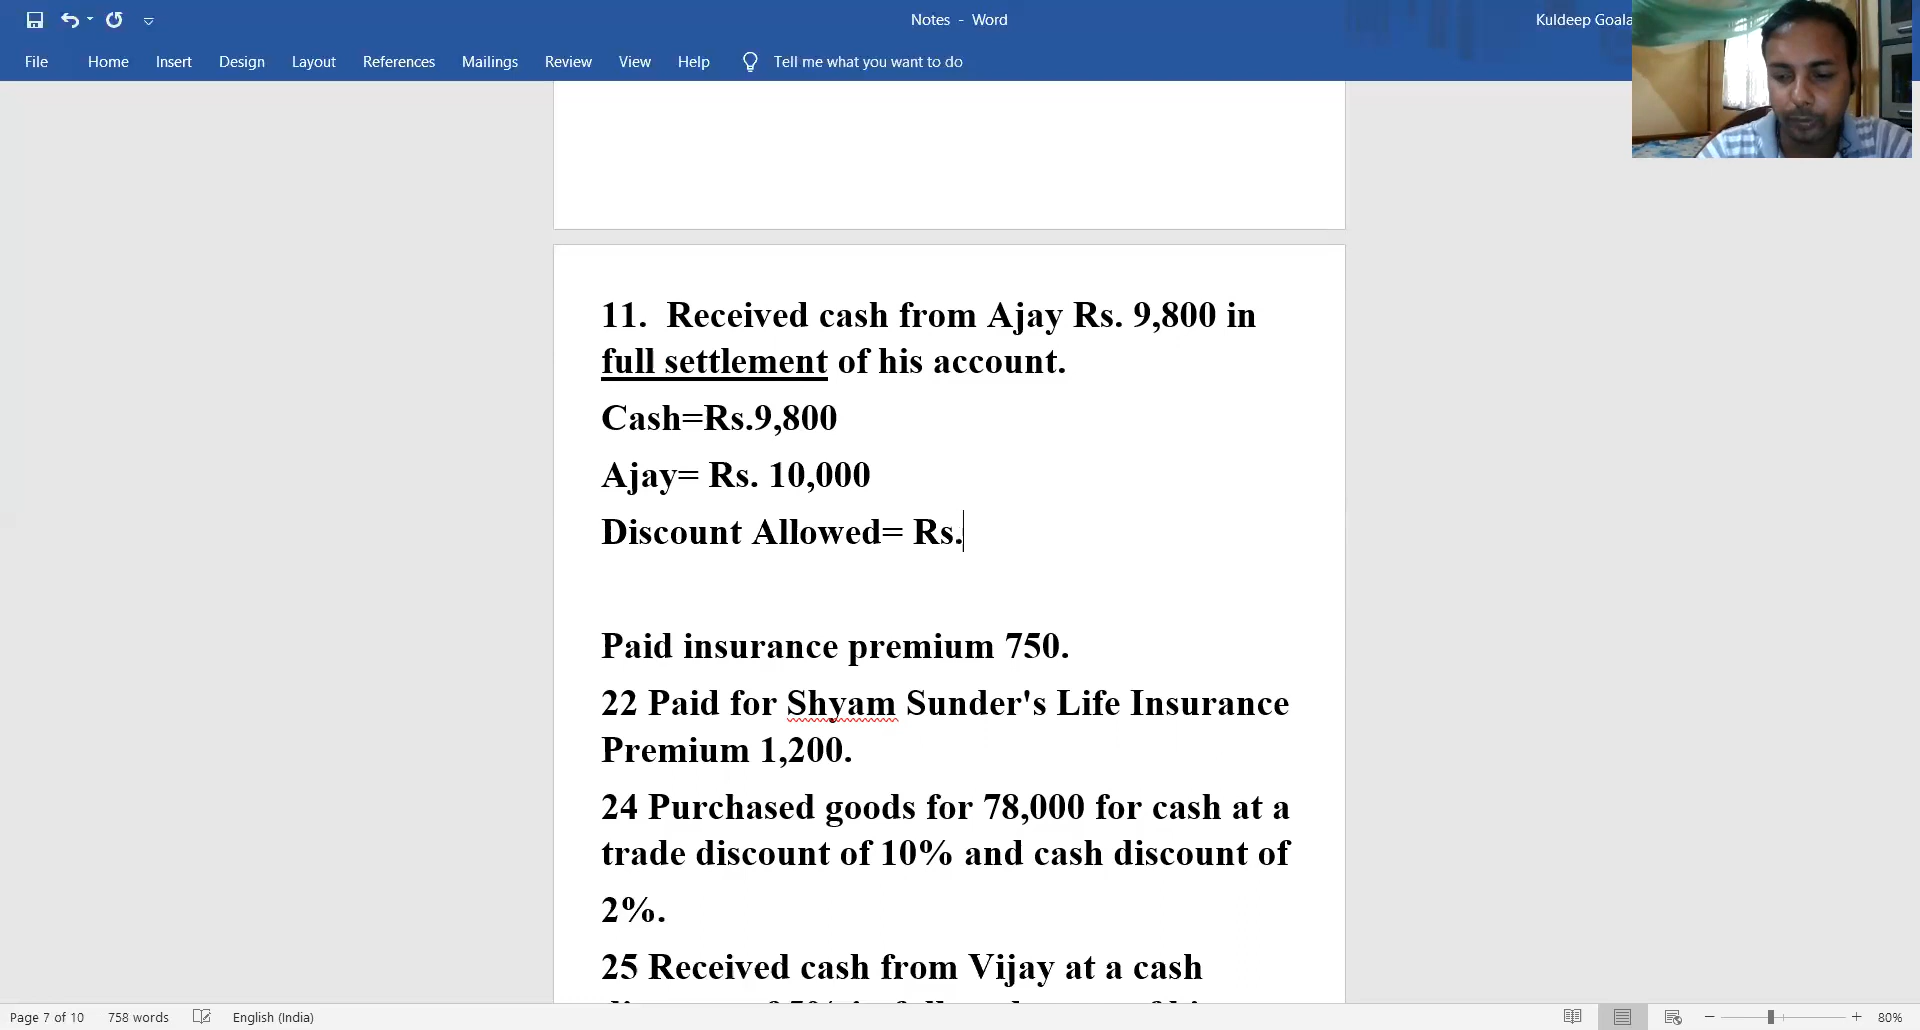 Notes - Word
Kuldeep Goala
File Home Insert Design Layout References Mailings Review View Help Tell me what you want to do
11. Received cash from Ajay Rs. 9,800 in
full settlement of his account.
Cash=Rs.9,800
Ajay= Rs. 10,000
Discount Allowed= Rs.
Paid insurance premium 750.
22 Paid for Shyam Sunder's Life Insurance
Premium 1,200.
24 Purchased goods for 78,000 for cash at a
trade discount of 10% and cash discount of
2%.
25 Received cash from Vijay at a cash
Page 7 of 10 758 words English (India) 80%